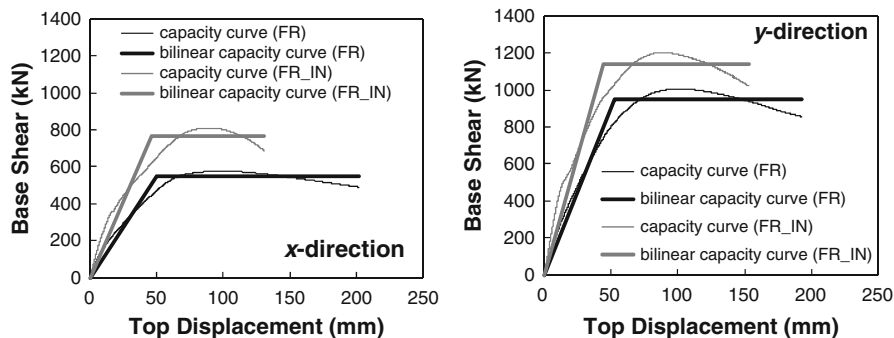 1400
1200
1000
800
600
400
200
0
Base Shear (kN)
capacity curve (FR)
bilinear capacity curve (FR)
capacity curve (FR_IN)
bilinear capacity curve (FR_IN)
x-direction
0 50 100 150 200 250
Top Displacement (mm)
1400
1200
1000
800
600
400
200
0
Base Shear (kN)
y-direction
capacity curve (FR)
bilinear capacity curve (FR)
capacity curve (FR_IN)
bilinear capacity curve (FR_IN)
0 50 100 150 200 250
Top Displacement (mm)